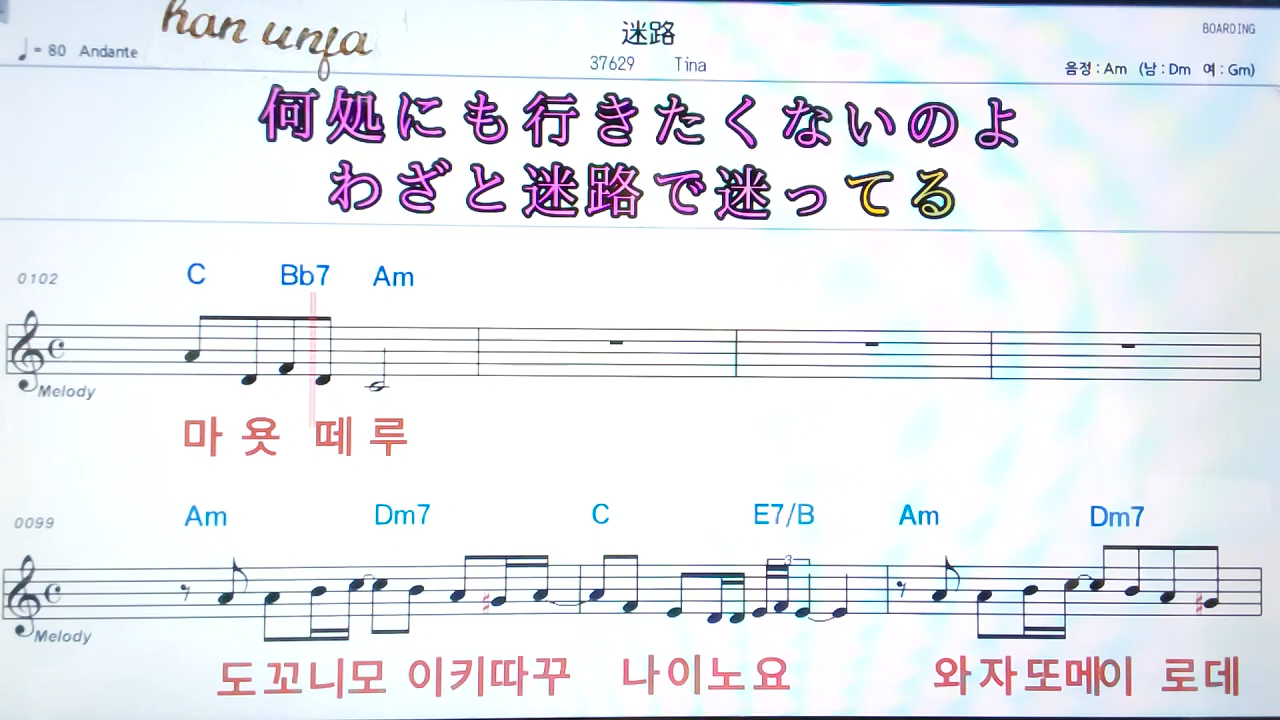 han unja
迷路
BOARDING
♩= 80 Andante
37629 Tina
음정 : Am (남 : Dm 여 : Gm)
何処にも行きたくないのよ
わざと迷路で迷ってる
0102
C Bb7 Am
Melody
마 욧 떼 루
0099
Am Dm7 C E7/B Am Dm7
3
Melody
도꼬니모 이키따꾸 나이노요 와자또메이 로데